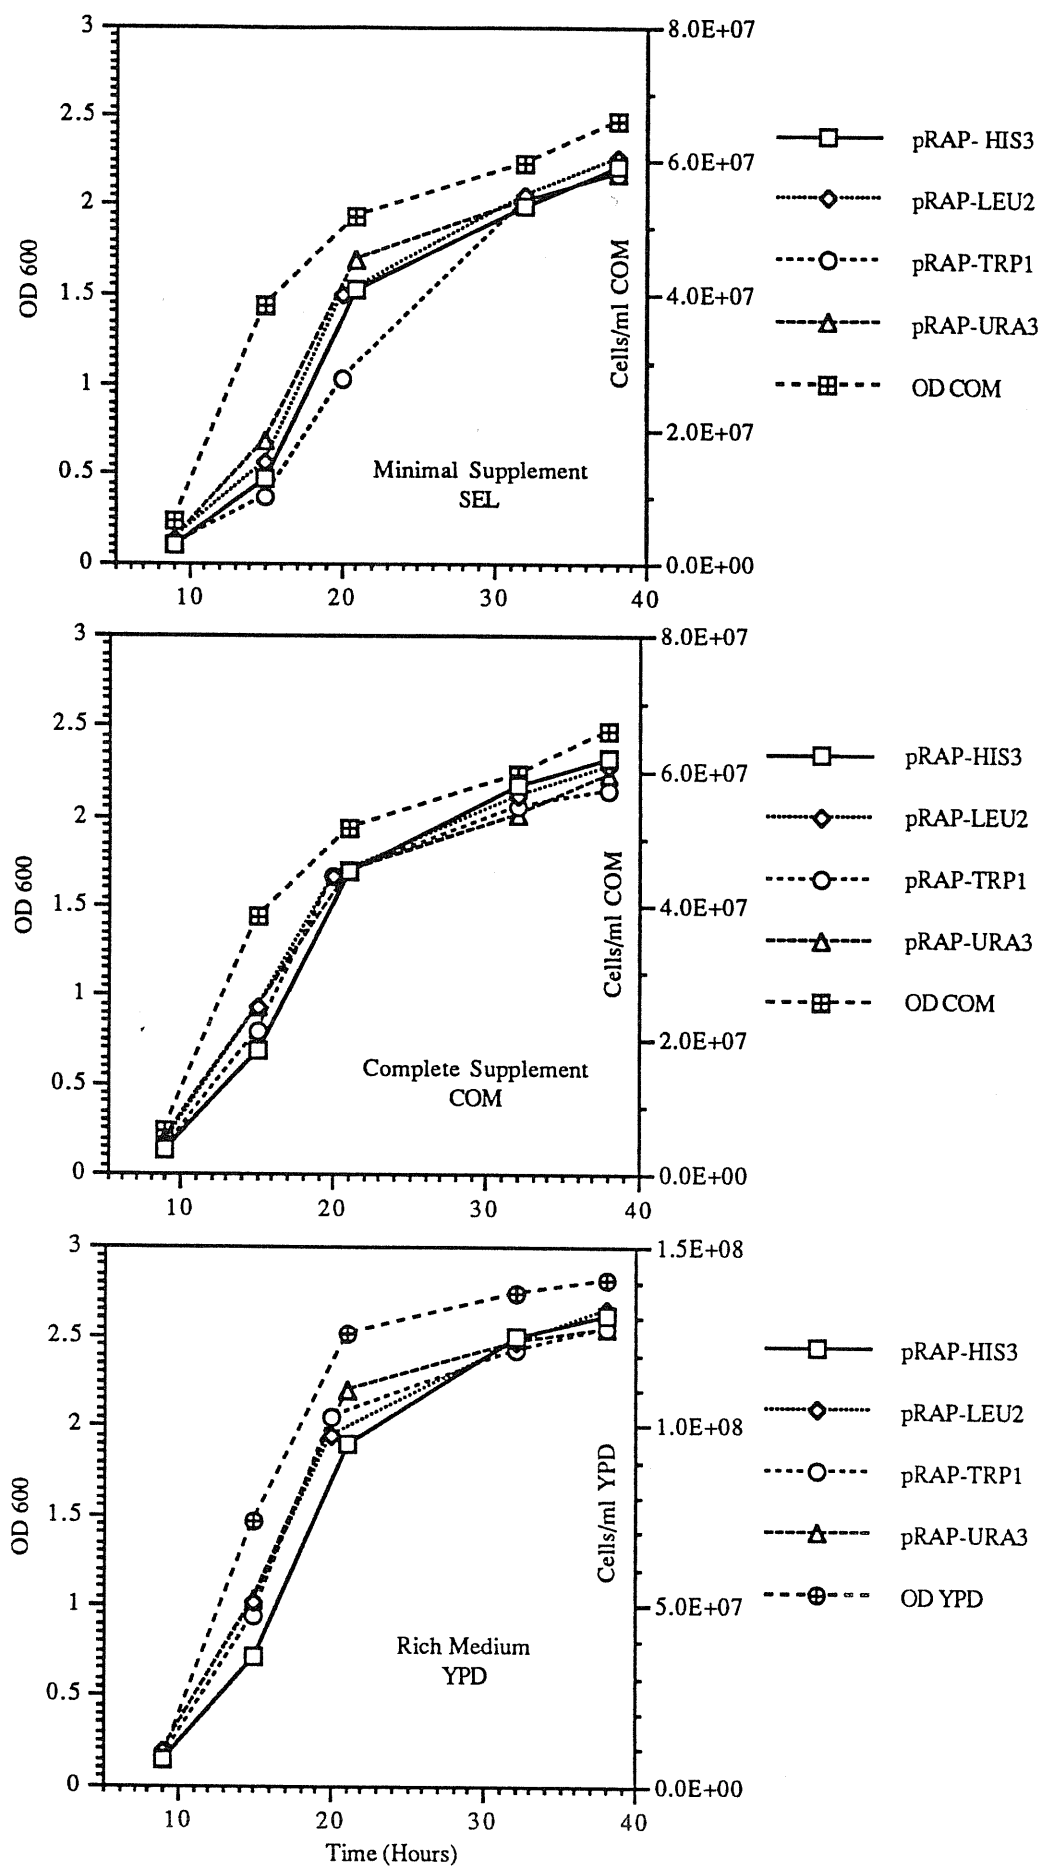 3
2.5
2
1.5
1
0.5
0
OD 600
10
20
30
40
8.0E+07
6.0E+07
4.0E+07
2.0E+07
0.0E+00
Cells/ml COM
Minimal Supplement
SEL
pRAP- HIS3
pRAP-LEU2
pRAP-TRP1
pRAP-URA3
OD COM
3
2.5
2
1.5
1
0.5
0
OD 600
10
20
30
40
8.0E+07
6.0E+07
4.0E+07
2.0E+07
0.0E+00
Cells/ml COM
Complete Supplement
COM
pRAP-HIS3
pRAP-LEU2
pRAP-TRP1
pRAP-URA3
OD COM
3
2.5
2
1.5
1
0.5
0
OD 600
10
20
30
40
Time (Hours)
1.5E+08
1.0E+08
5.0E+07
0.0E+00
Cells/ml YPD
Rich Medium
YPD
pRAP-HIS3
pRAP-LEU2
pRAP-TRP1
pRAP-URA3
OD YPD